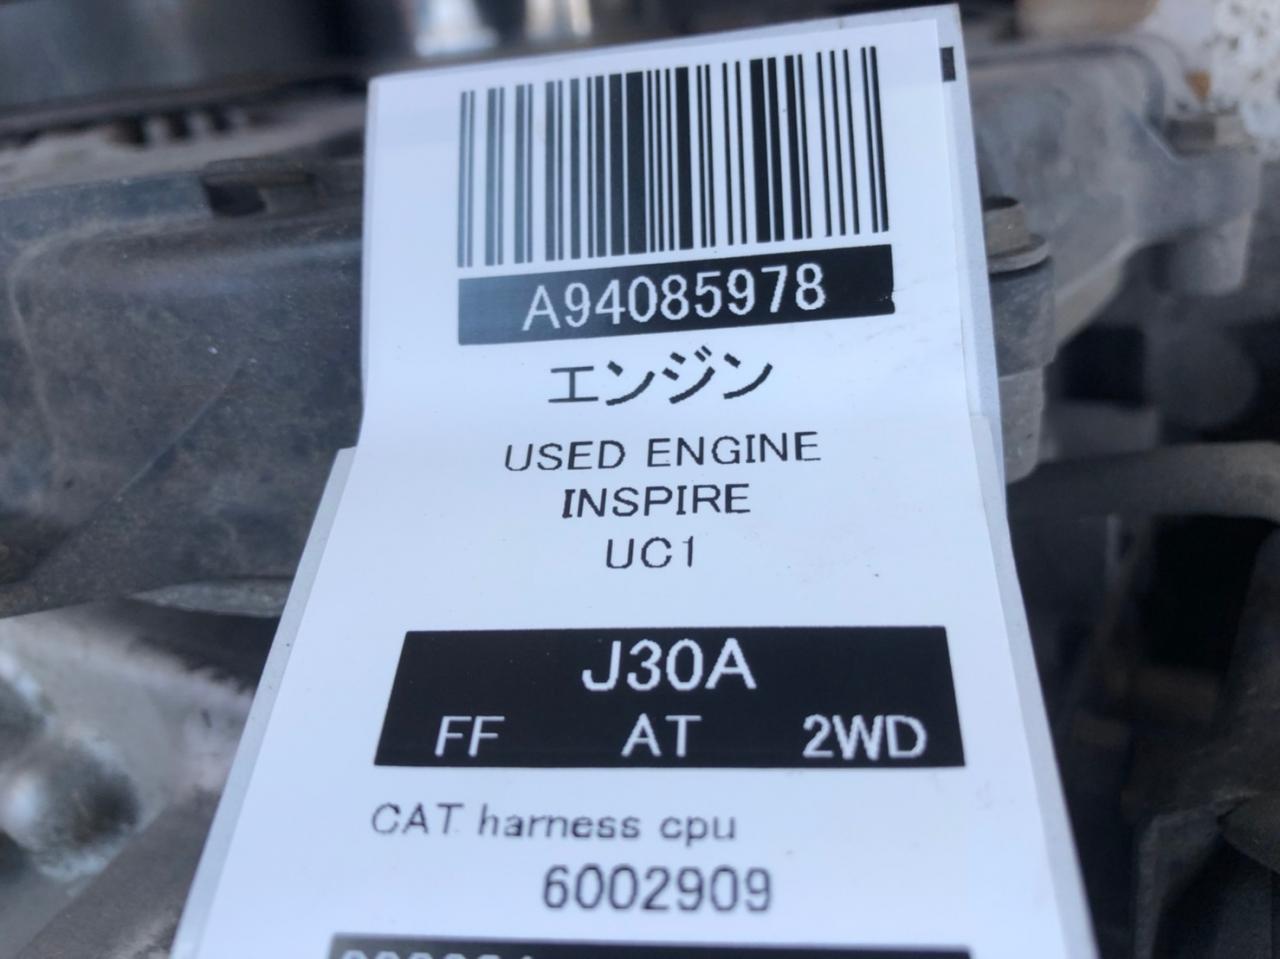 A94085978
エンジン
USED ENGINE
INSPIRE
UC1
J30A
FF AT 2WD
CAT harness cpu
6002909